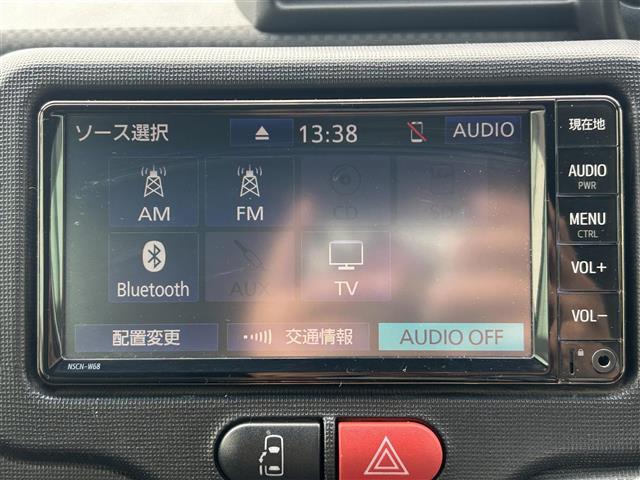 ソース選択 13:38 AUDIO
AM FM CD SD
Bluetooth AUX TV
配置変更 交通情報 AUDIO OFF
NSCN-W68
現在地
AUDIO
PWR
MENU
CTRL
VOL+
VOL-